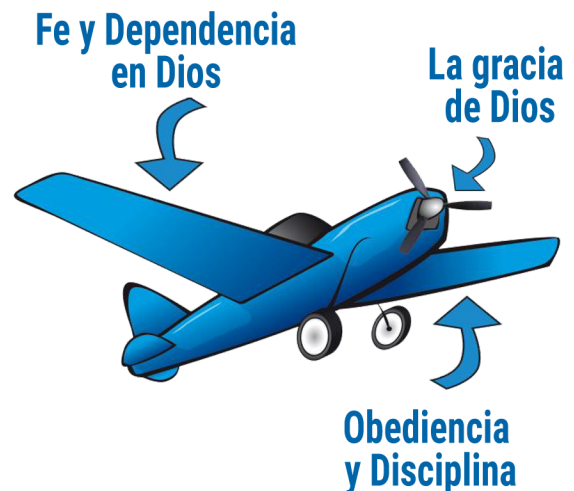 Fe y Dependencia
en Dios
La gracia
de Dios
Obediencia
y Disciplina